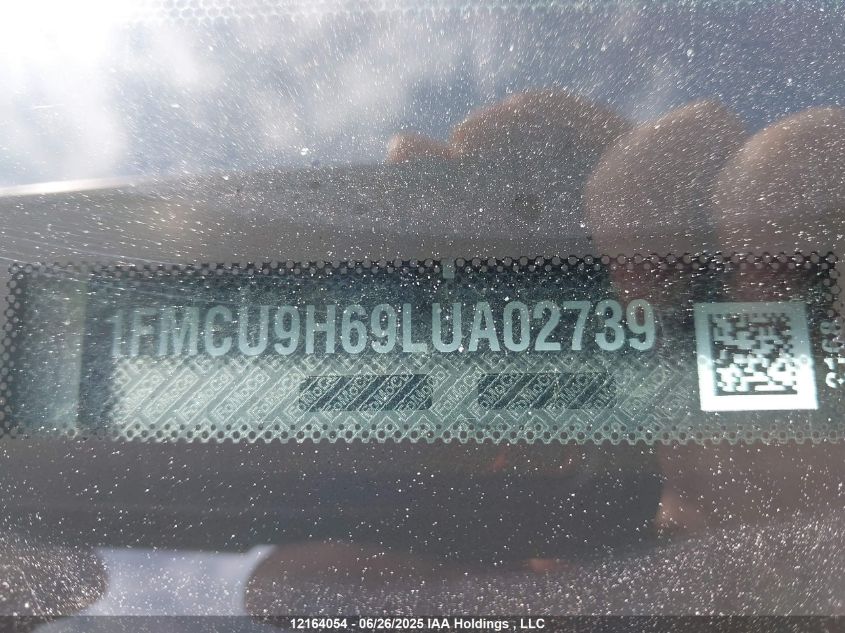 1FMCU9H69LUA02739
12164054 - 06/26/2025 IAA Holdings , LLC